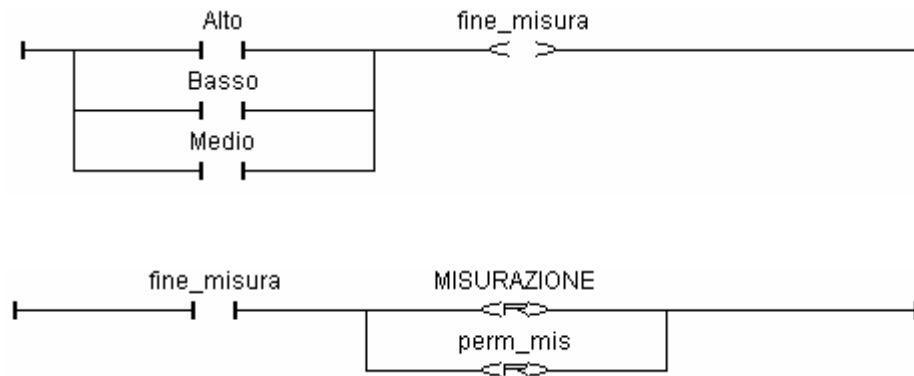 Alto
fine_misura
Basso
Medio
fine_misura
MISURAZIONE
R
perm_mis
R